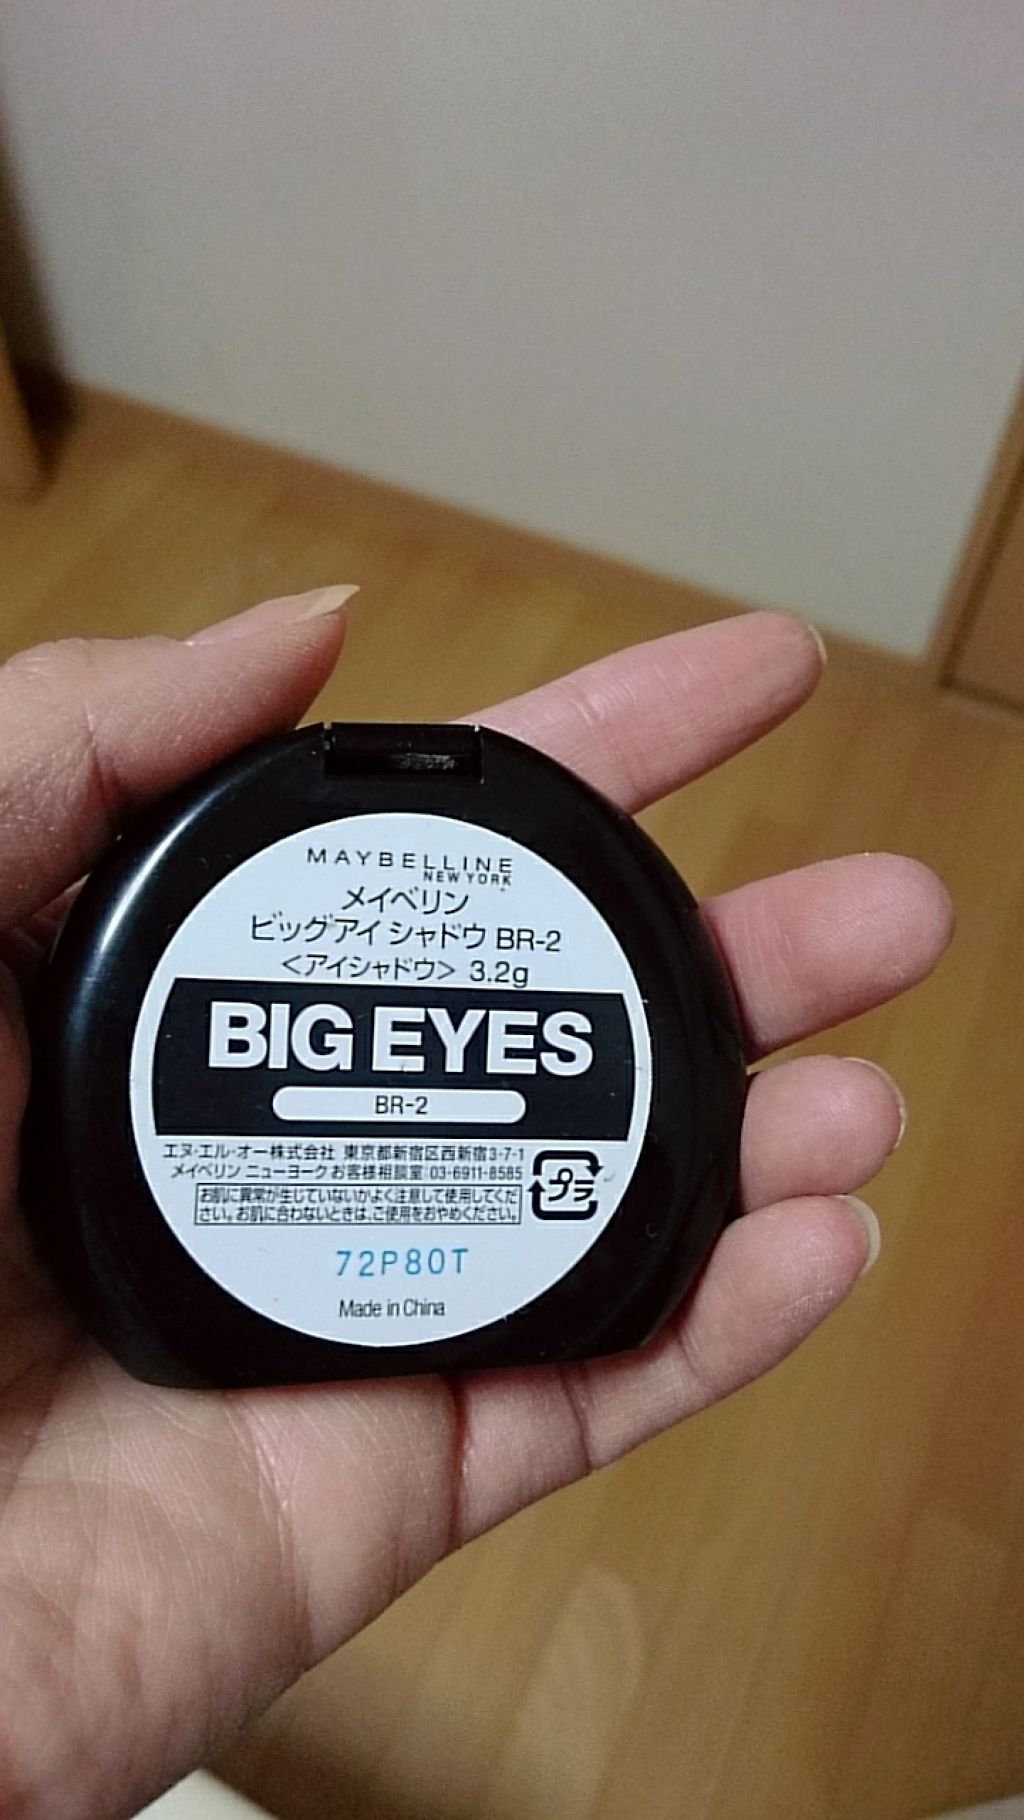 MAYBELLINE
NEW YORK
メイベリン
ビッグアイ シャドウ BR-2
＜アイシャドウ＞ 3.2g
BIG EYES
BR-2
エヌ・エル・オー株式会社 東京都新宿区西新宿3-7-1
メイベリン ニューヨークお客様相談室:03-6911-8585
お肌に異常が生じていないかよく注意して使用してくだ
さい。お肌に合わないときは、ご使用をおやめください。
プラ
72P80T
Made in China